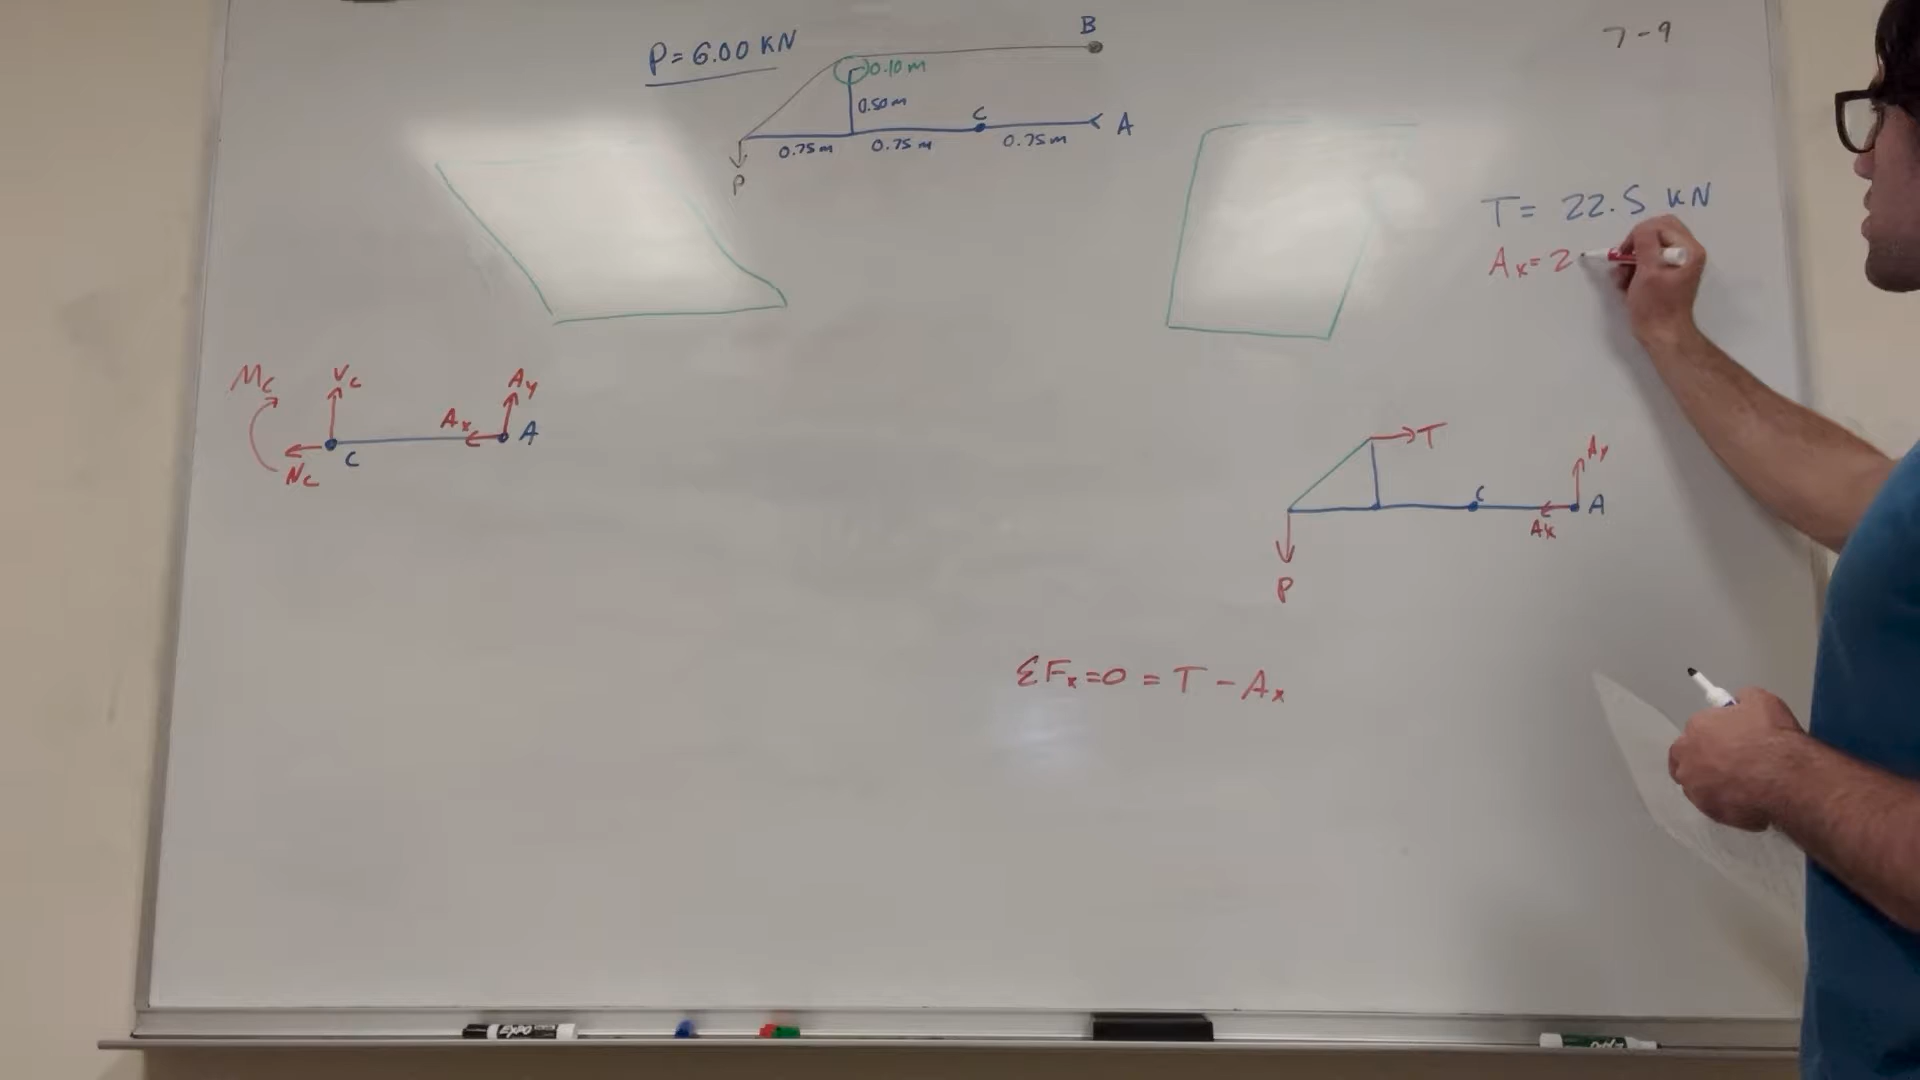 7-9
P = 6.00 KN
B
0.10 m
0.50 m
C
A
0.75 m
0.75 m
0.75 m
P
T = 22.5 KN
Ax = 2
Mc
Vc
Ay
Ax
A
Nc
C
T
Ay
C
A
Ax
P
ΣFx = 0 = T - Ax
EXPO